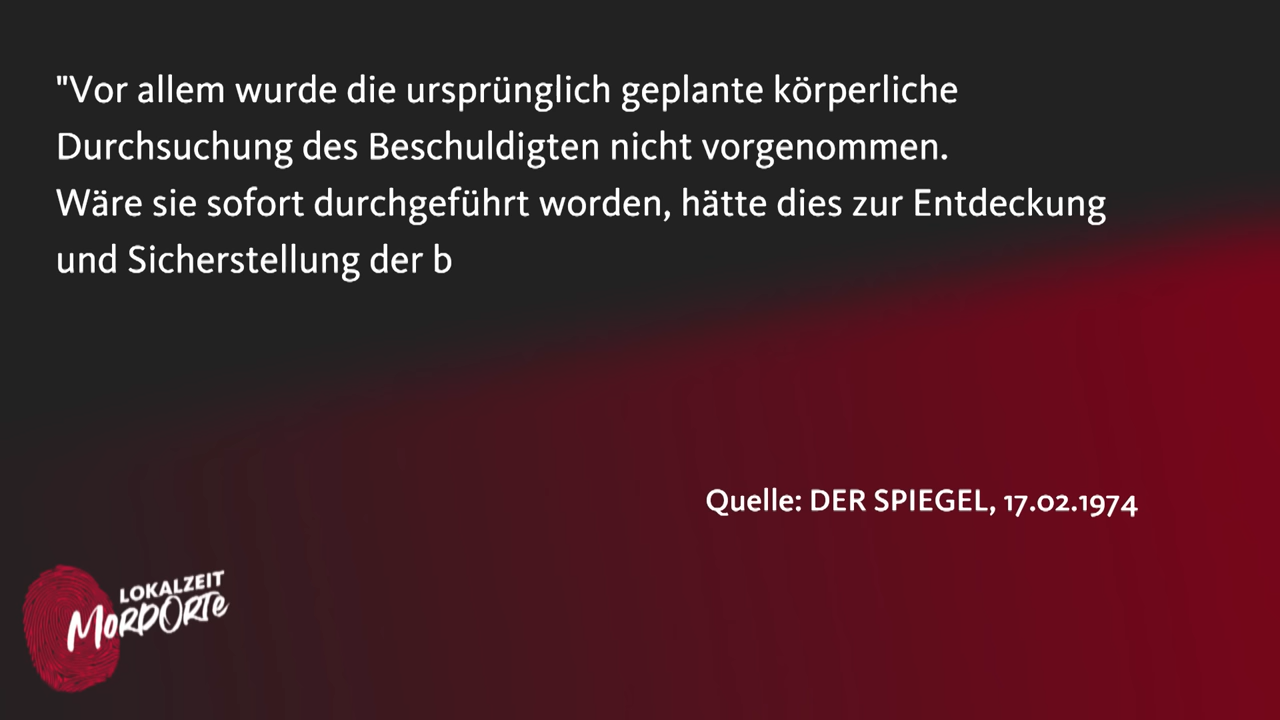 "Vor allem wurde die ursprünglich geplante körperliche
Durchsuchung des Beschuldigten nicht vorgenommen.
Wäre sie sofort durchgeführt worden, hätte dies zur Entdeckung
und Sicherstellung der b
Quelle: DER SPIEGEL, 17.02.1974
LOKALZEIT
MORDORTe